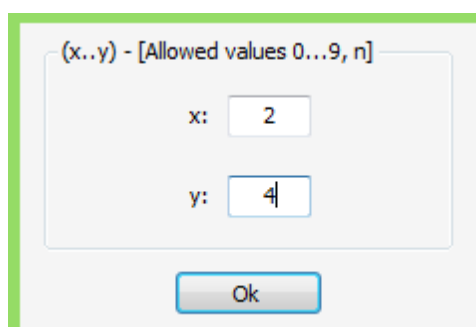 (x..y) - [Allowed values 0...9, n]
x: 2
y: 4
Ok